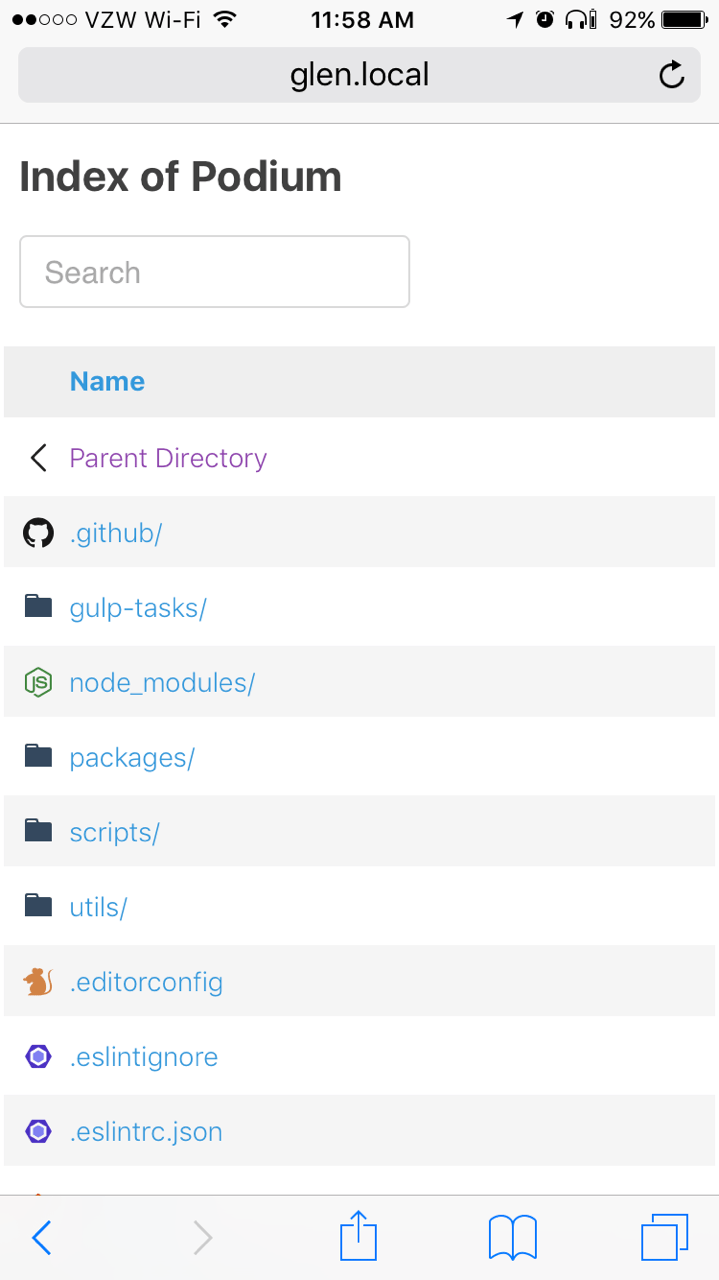 VZW Wi-Fi 11:58 AM 92%
glen.local
Index of Podium
Search
Name
Parent Directory
.github/
gulp-tasks/
JS node_modules/
packages/
scripts/
utils/
.editorconfig
.eslintignore
.eslintrc.json